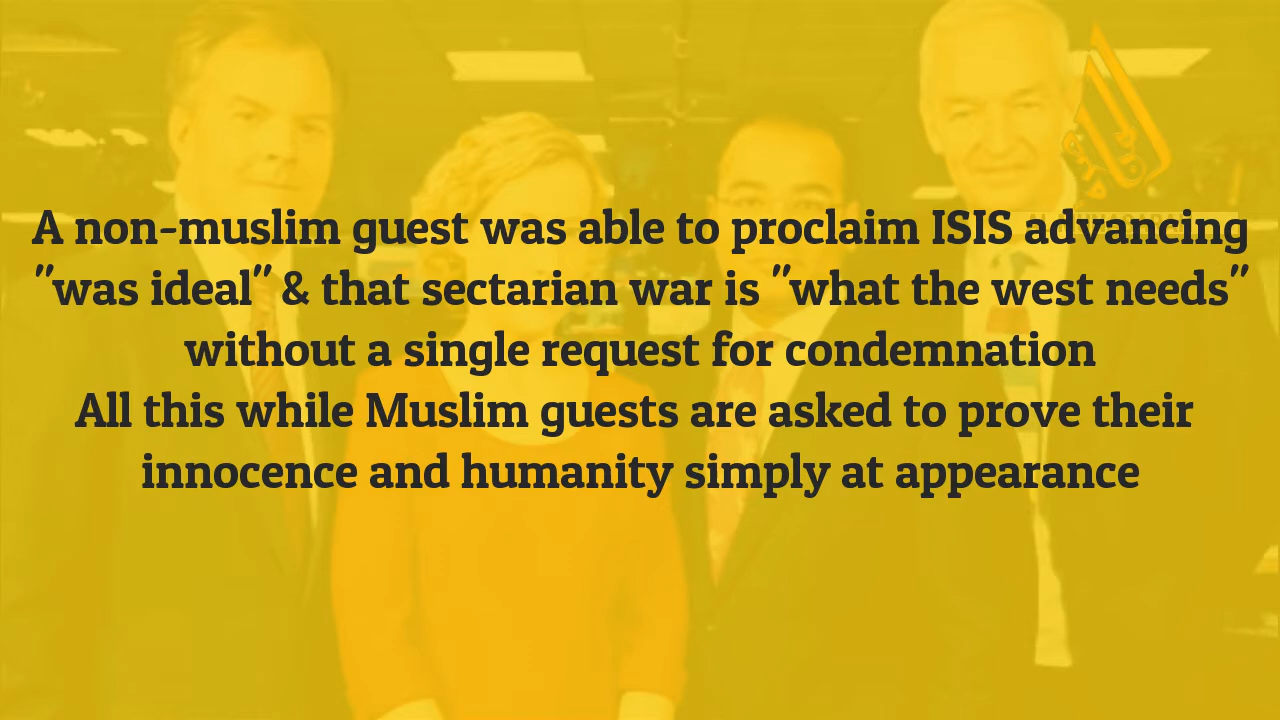 A non-muslim guest was able to proclaim ISIS advancing
"was ideal" & that sectarian war is "what the west needs"
without a single request for condemnation
All this while Muslim guests are asked to prove their
innocence and humanity simply at appearance